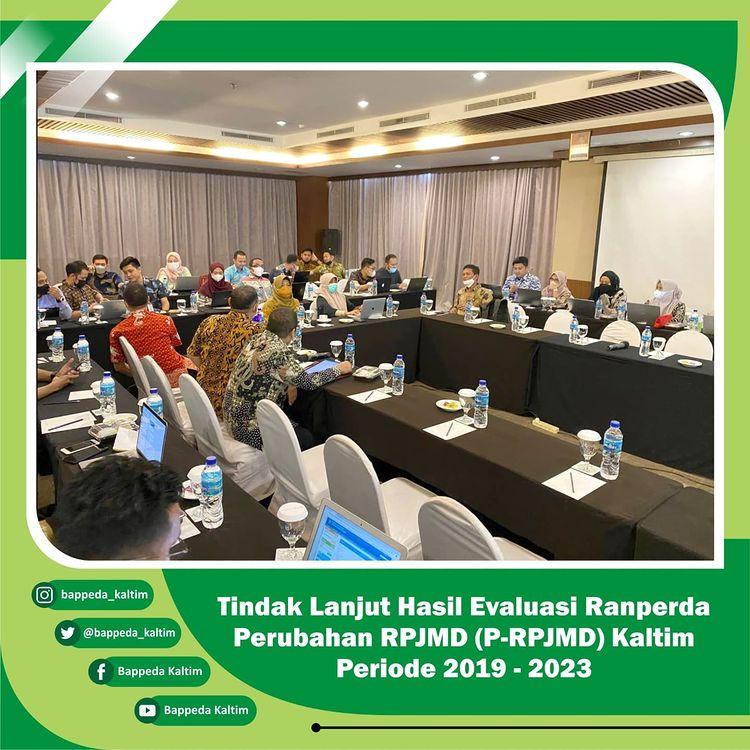 bappeda_kaltim
@bappeda_kaltim
Bappeda Kaltim
Bappeda Kaltim
Tindak Lanjut Hasil Evaluasi Ranperda
Perubahan RPJMD (P-RPJMD) Kaltim
Periode 2019 - 2023